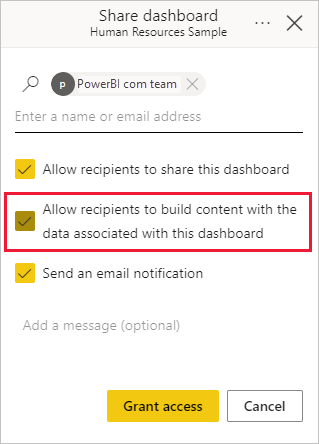 Share dashboard
Human Resources Sample
P PowerBI com team
Enter a name or email address
Allow recipients to share this dashboard
Allow recipients to build content with the
data associated with this dashboard
Send an email notification
Add a message (optional)
Grant access Cancel